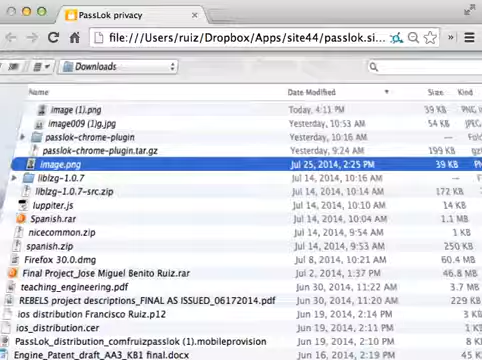 PassLok privacy
file:///Users/ruiz/Dropbox/Apps/site44/passlok.si
Downloads
Name Date Modified Size Kind
image (1).png Today, 4:11 PM 39 KB PNG
image009 (1)g.jpg Yesterday, 10:53 AM 54 KB JPEG
passlok-chrome-plugin Yesterday, 10:16 AM -- Fold
passlok-chrome-plugin.tar.gz Yesterday, 9:24 AM 199 KB gz
image.png Jul 25, 2014, 2:25 PM 39 KB PNG
liblzg-1.0.7 Jul 14, 2014, 10:16 AM --
liblzg-1.0.7-src.zip Jul 14, 2014, 10:14 AM 172 KB
luppiter.js Jul 14, 2014, 10:10 AM 14 KB
Spanish.rar Jul 14, 2014, 10:04 AM 1.1 MB
nicecommon.zip Jul 14, 2014, 9:54 AM 1 KB
spanish.zip Jul 14, 2014, 9:53 AM 250 KB
Firefox 30.0.dmg Jul 8, 2014, 10:21 AM 60.4 MB
Final Project_Jose Miguel Benito Ruiz.rar Jul 2, 2014, 1:37 PM 46.8 MB
teaching_engineering.pdf Jun 30, 2014, 11:22 AM 3.7 MB
REBELS project descriptions_FINAL AS ISSUED_06172014.pdf Jun 30, 2014, 11:20 AM 229 KB
ios distribution Francisco Ruiz.p12 Jun 19, 2014, 2:14 PM 3 KB
ios_distribution.cer Jun 19, 2014, 2:11 PM 1 KB
PassLok_distribution_comfruizpasslok (1).mobileprovision Jun 19, 2014, 2:08 PM 8 KB
Engine_Patent_draft_AA3_KB1 final.docx Jun 16, 2014, 4:45 PM 39 KB